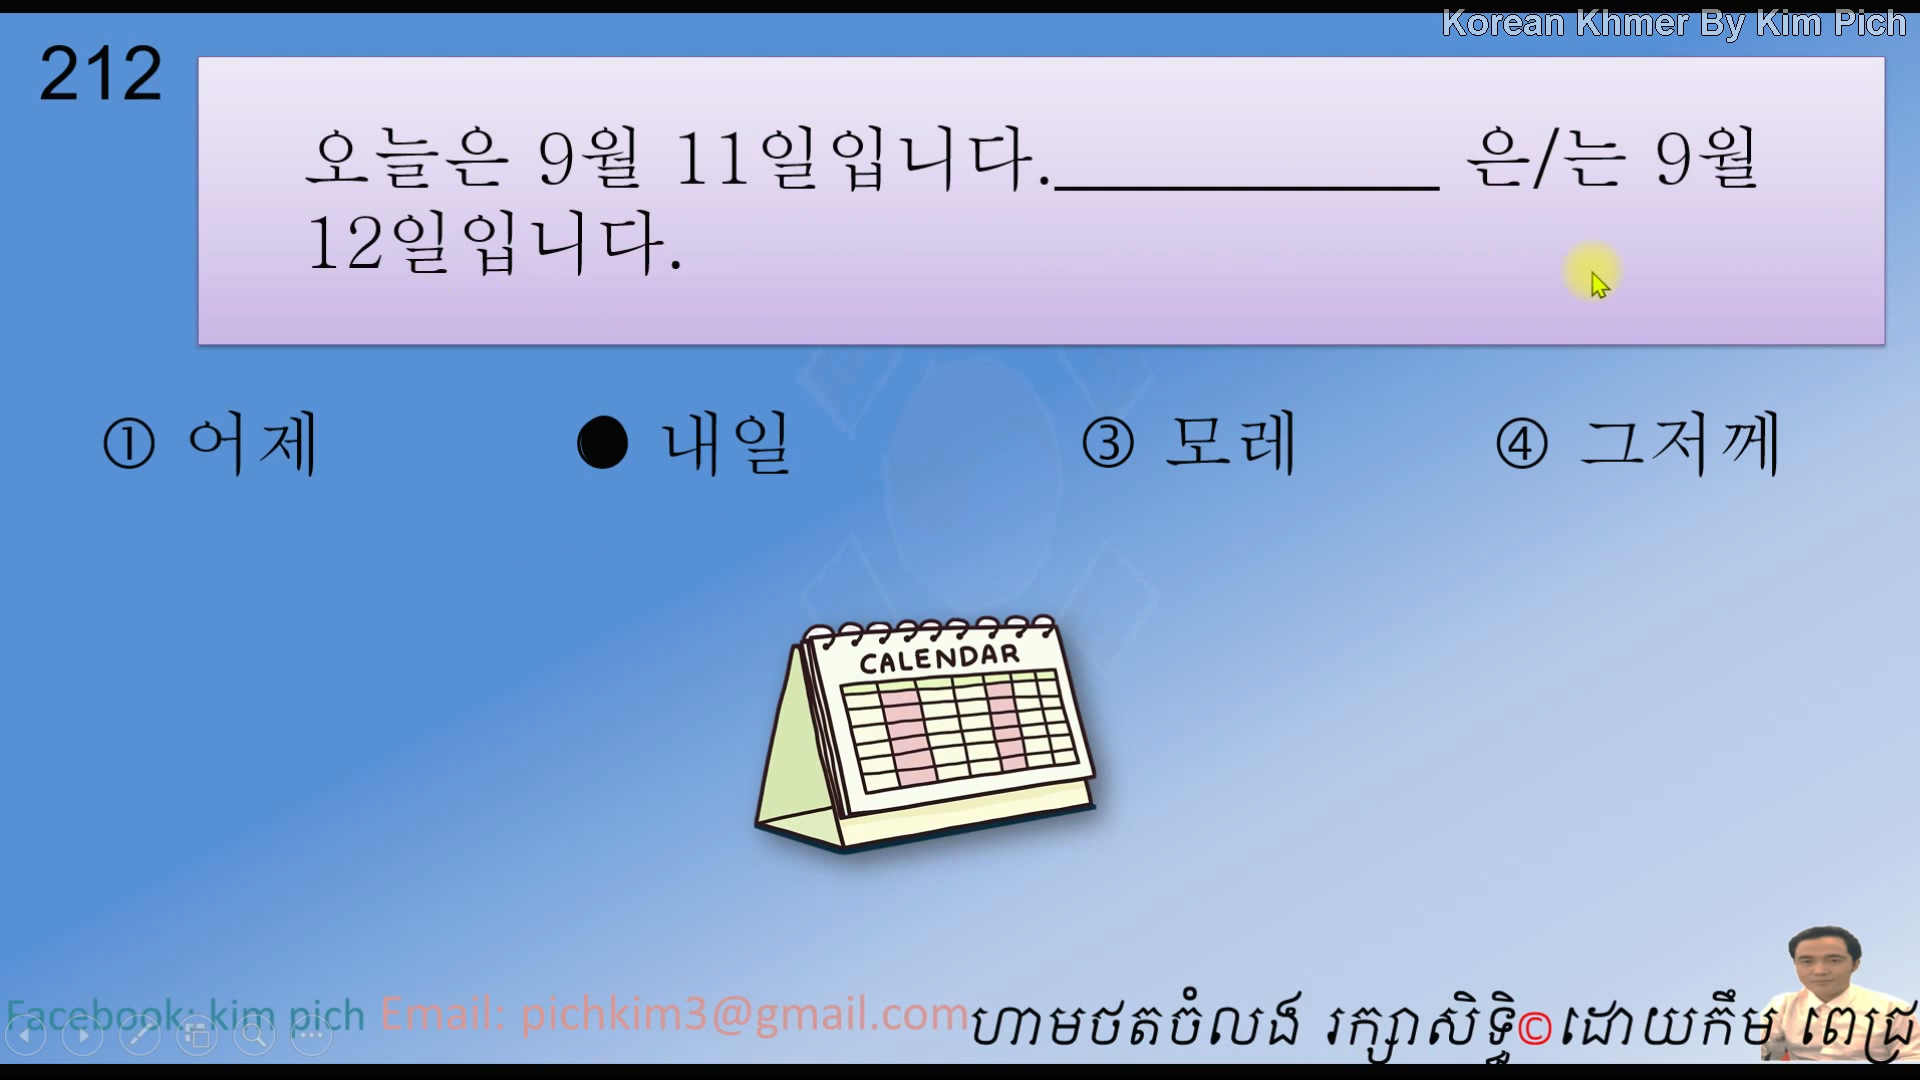 Korean Khmer By Kim Pich
212
오늘은 9월 11일입니다.___________ 은/는 9월
12일입니다.
① 어제 ● 내일 ③ 모레 ④ 그저께
CALENDAR
Facebook: kim pich Email: pichkim3@gmail.com ហាមថតចំលង រក្សាសិទ្ធិ©ដោយកឹម ពេជ្រ